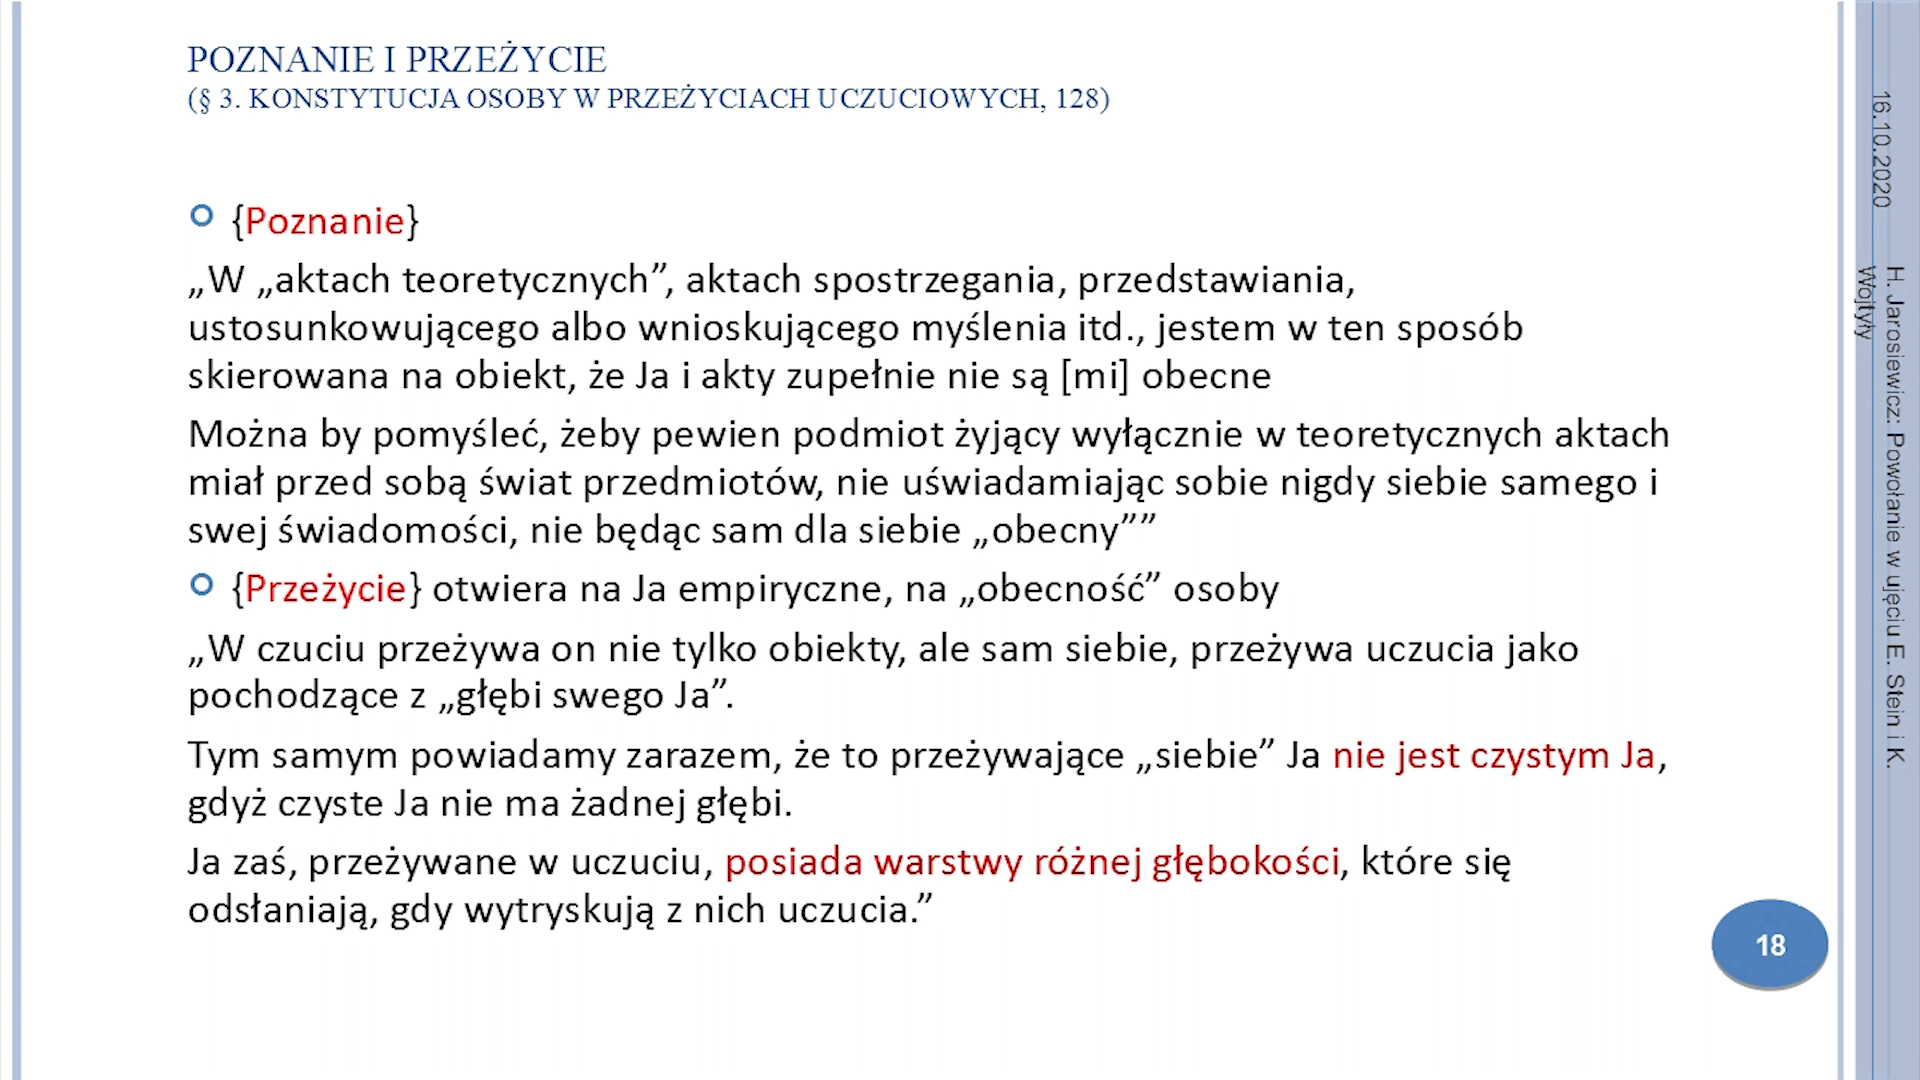 POZNANIE I PRZEŻYCIE
(§ 3. KONSTYTUCJA OSOBY W PRZEŻYCIACH UCZUCIOWYCH, 128)
{Poznanie}
„W „aktach teoretycznych”, aktach spostrzegania, przedstawiania,
ustosunkowującego albo wnioskującego myślenia itd., jestem w ten sposób
skierowana na obiekt, że Ja i akty zupełnie nie są [mi] obecne
Można by pomyśleć, żeby pewien podmiot żyjący wyłącznie w teoretycznych aktach
miał przed sobą świat przedmiotów, nie uświadamiając sobie nigdy siebie samego i
swej świadomości, nie będąc sam dla siebie „obecny””
{Przeżycie} otwiera na Ja empiryczne, na „obecność” osoby
„W czuciu przeżywa on nie tylko obiekty, ale sam siebie, przeżywa uczucia jako
pochodzące z „głębi swego Ja”.
Tym samym powiadamy zarazem, że to przeżywające „siebie” Ja nie jest czystym Ja,
gdyż czyste Ja nie ma żadnej głębi.
Ja zaś, przeżywane w uczuciu, posiada warstwy różnej głębokości, które się
odsłaniają, gdy wytryskują z nich uczucia.”
18
16.10.2020
H. Jarosiewicz: Powołanie w ujęciu E. Stein i K.
Wojtyły